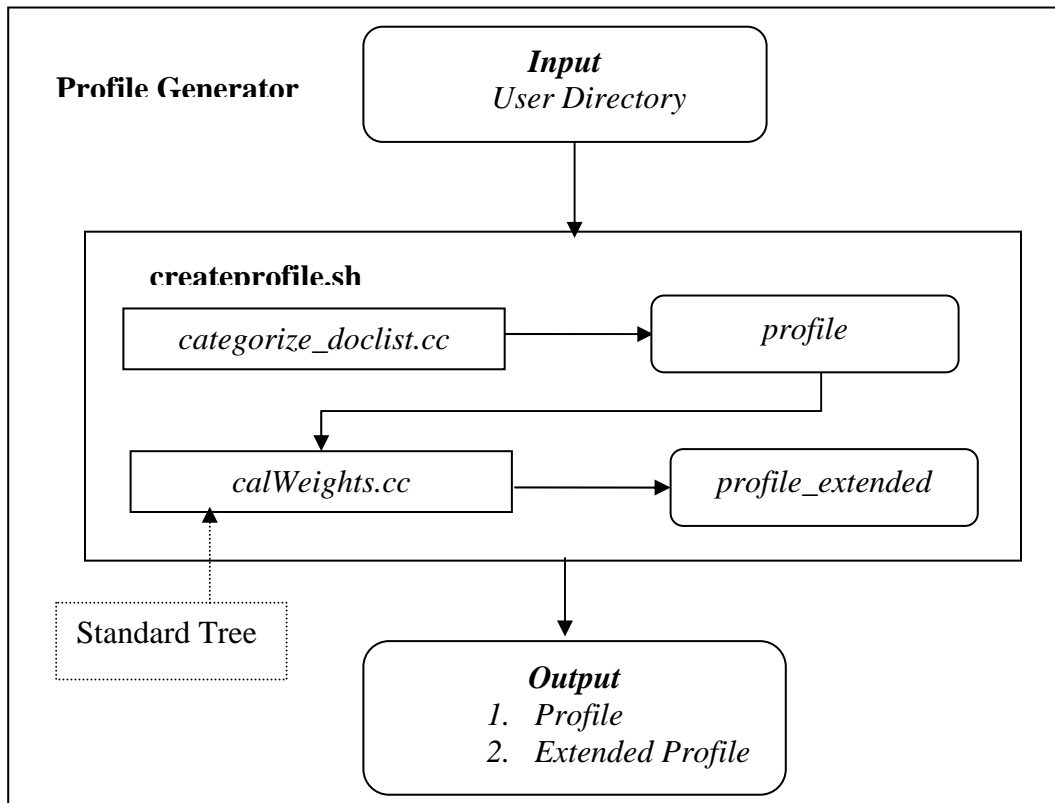 Input
User Directory
Profile Generator
createprofile.sh
categorize_doclist.cc
profile
calWeights.cc
profile_extended
Standard Tree
Output
1. Profile
2. Extended Profile